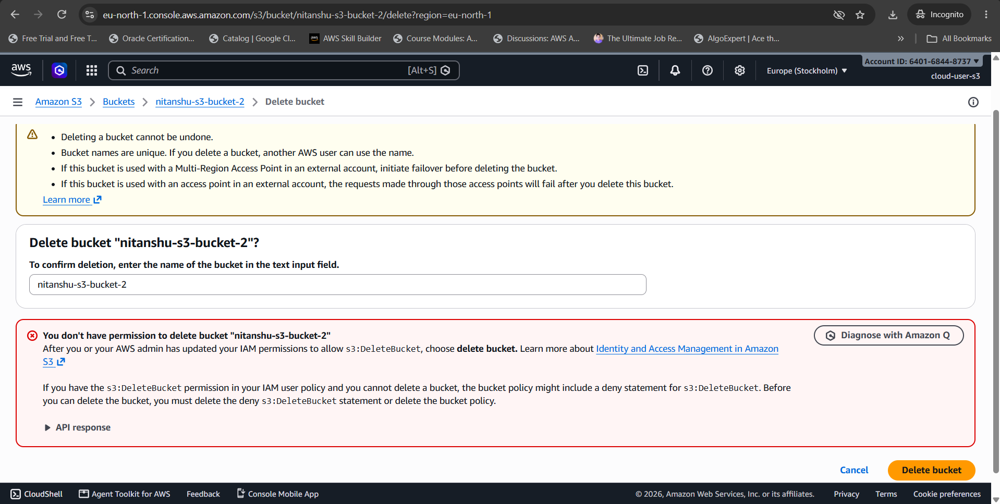 eu-north-1.console.aws.amazon.com/s3/bucket/nitanshu-s3-bucket-2/delete?region=eu-north-1
Incognito
Free Trial and Free T...
Oracle Certification...
Catalog | Google Cl...
aws
AWS Skill Builder
Course Modules: A...
Discussions: AWS A...
The Ultimate Job Re...
AlgoExpert | Ace th...
All Bookmarks
aws
Search
[Alt+S]
Europe (Stockholm)
Account ID: 6401-6844-8737
cloud-user-s3
Amazon S3
Buckets
nitanshu-s3-bucket-2
Delete bucket
• Deleting a bucket cannot be undone.
• Bucket names are unique. If you delete a bucket, another AWS user can use the name.
• If this bucket is used with a Multi-Region Access Point in an external account, initiate failover before deleting the bucket.
• If this bucket is used with an access point in an external account, the requests made through those access points will fail after you delete this bucket.
Learn more
Delete bucket "nitanshu-s3-bucket-2"?
To confirm deletion, enter the name of the bucket in the text input field.
nitanshu-s3-bucket-2
You don't have permission to delete bucket "nitanshu-s3-bucket-2"
Diagnose with Amazon Q
After you or your AWS admin has updated your IAM permissions to allow s3:DeleteBucket, choose delete bucket. Learn more about Identity and Access Management in Amazon
S3
If you have the s3:DeleteBucket permission in your IAM user policy and you cannot delete a bucket, the bucket policy might include a deny statement for s3:DeleteBucket. Before
you can delete the bucket, you must delete the deny s3:DeleteBucket statement or delete the bucket policy.
API response
Cancel
Delete bucket
CloudShell
Agent Toolkit for AWS
Feedback
Console Mobile App
© 2026, Amazon Web Services, Inc. or its affiliates.
Privacy
Terms
Cookie preferences